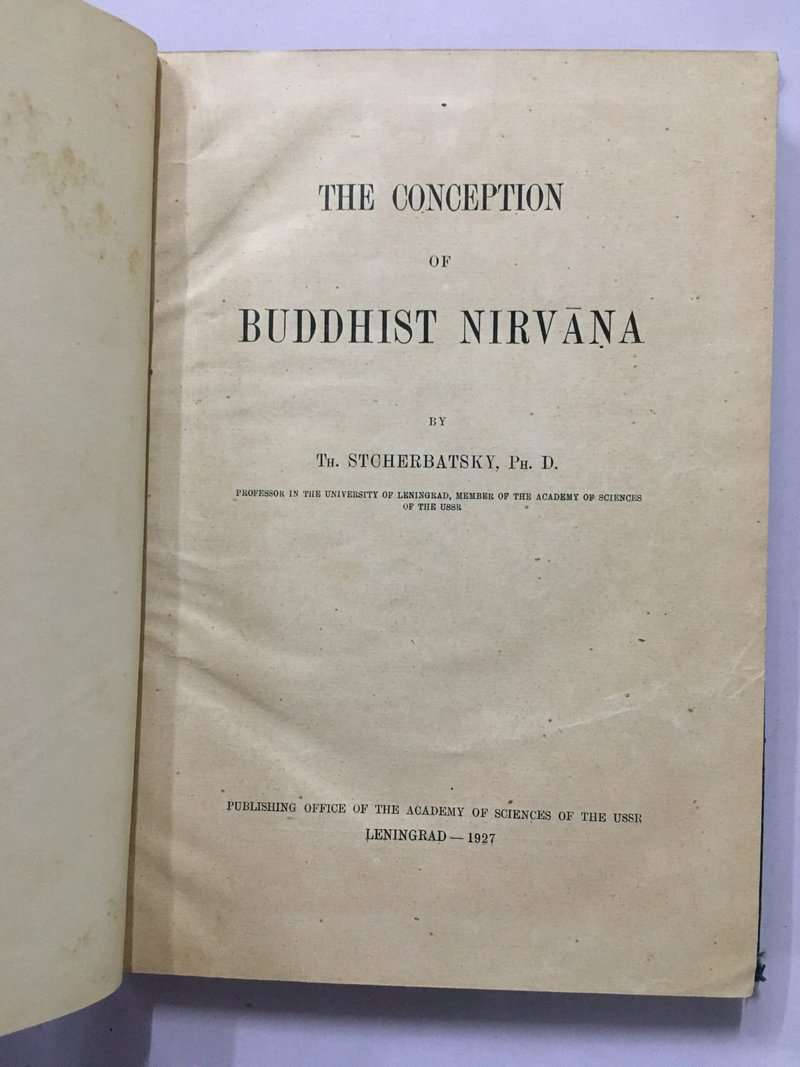 THE CONCEPTION
OF
BUDDHIST NIRVĀṆA
BY
TH. STCHERBATSKY, PH. D.
PROFESSOR IN THE UNIVERSITY OF LENINGRAD, MEMBER OF THE ACADEMY OF SCIENCES
OF THE USSR
PUBLISHING OFFICE OF THE ACADEMY OF SCIENCES OF THE USSR
LENINGRAD — 1927